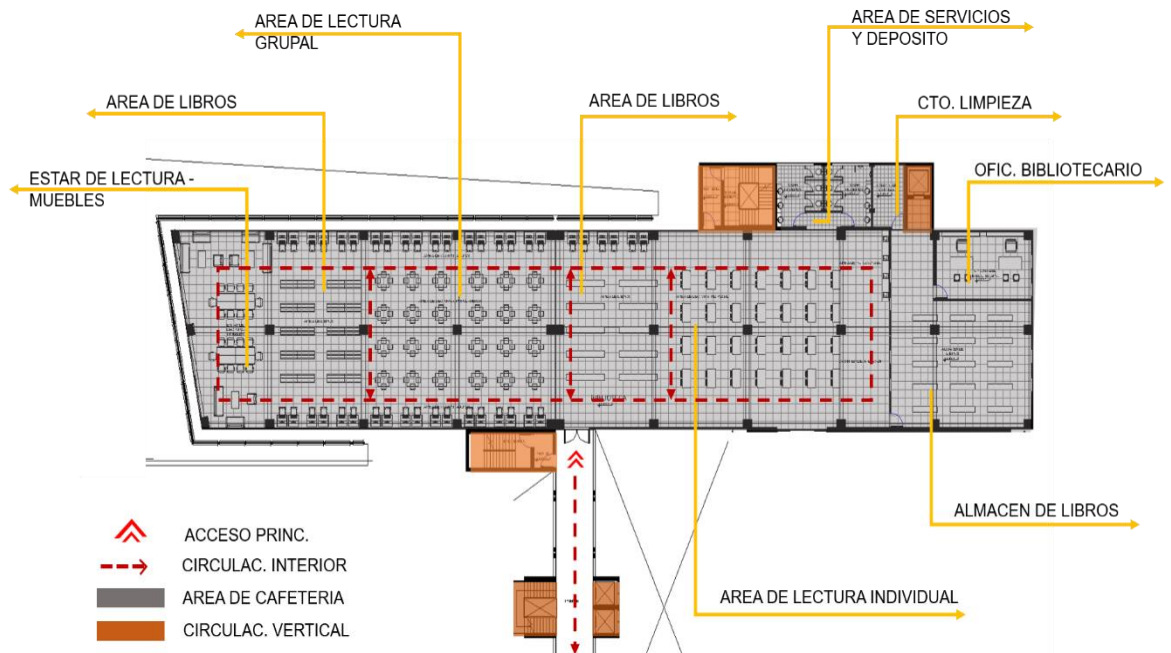 AREA DE LECTURA
GRUPAL
AREA DE SERVICIOS
Y DEPOSITO
AREA DE LIBROS
AREA DE LIBROS
CTO. LIMPIEZA
ESTAR DE LECTURA -
MUEBLES
OFIC. BIBLIOTECARIO
ALMACEN DE LIBROS
AREA DE LECTURA INDIVIDUAL
ACCESO PRINC.
CIRCULAC. INTERIOR
AREA DE CAFETERIA
CIRCULAC. VERTICAL